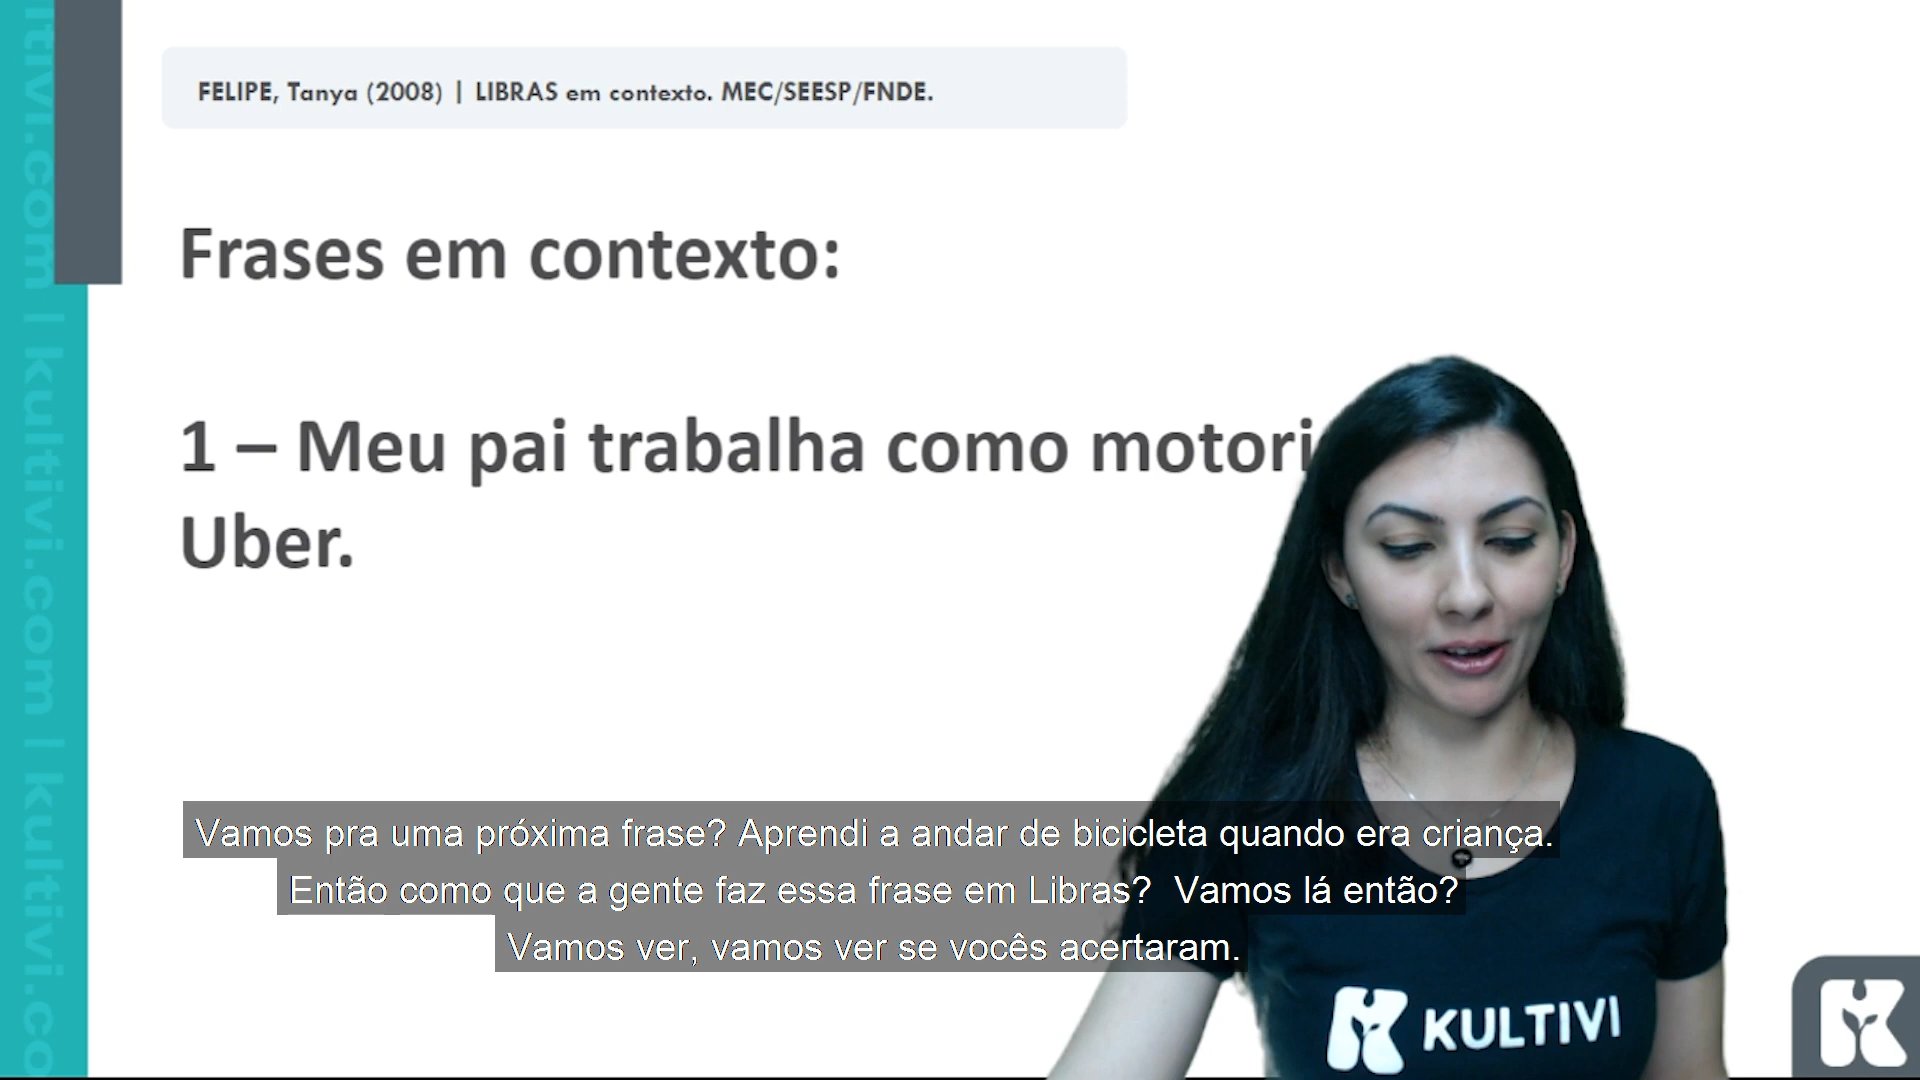 FELIPE, Tanya (2008) | LIBRAS em contexto. MEC/SEESP/FNDE.
Frases em contexto:
1 – Meu pai trabalha como motori
Uber.
Vamos pra uma próxima frase? Aprendi a andar de bicicleta quando era criança.
Então como que a gente faz essa frase em Libras?  Vamos lá então?
Vamos ver, vamos ver se vocês acertaram.
KULTIVI
ltivi.com | kultivi.com | kultivi.co